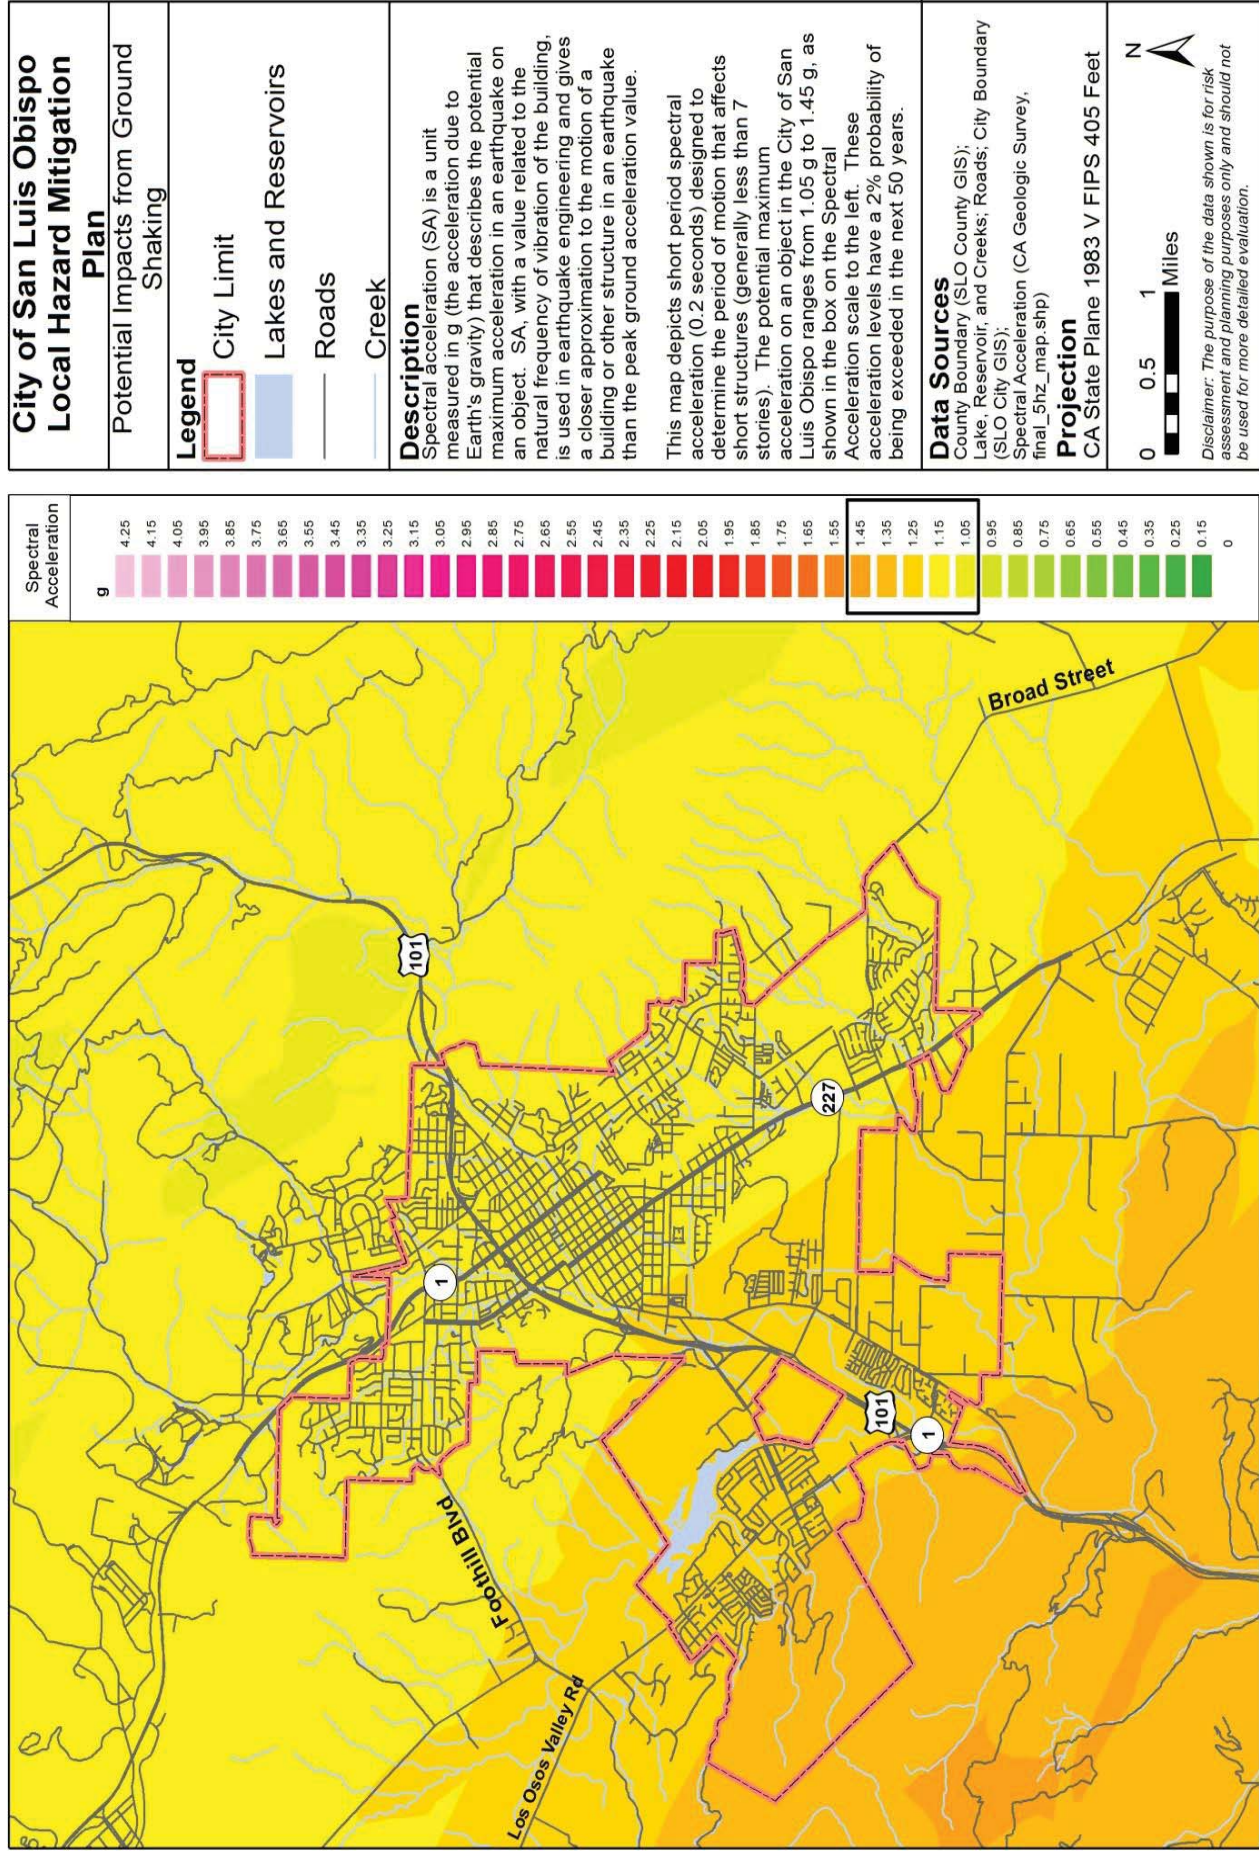 City of San Luis Obispo
Local Hazard Mitigation
Plan
Potential Impacts from Ground
Shaking
Legend
City Limit
Lakes and Reservoirs
Roads
Creek
Description
Spectral acceleration (SA) is a unit
measured in g (the acceleration due to
Earth's gravity) that describes the potential
maximum acceleration in an earthquake on
an object. SA, with a value related to the
natural frequency of vibration of the building,
is used in earthquake engineering and gives
a closer approximation to the motion of a
building or other structure in an earthquake
than the peak ground acceleration value.
This map depicts short period spectral
acceleration (0.2 seconds) designed to
determine the period of motion that affects
short structures (generally less than 7
stories). The potential maximum
acceleration on an object in the City of San
Luis Obispo ranges from 1.05 g to 1.45 g, as
shown in the box on the Spectral
Acceleration scale to the left. These
acceleration levels have a 2% probability of
being exceeded in the next 50 years.
Data Sources
County Boundary (SLO County GIS);
Lake, Reservoir, and Creeks; Roads; City Boundary
(SLO City GIS);
Spectral Acceleration (CA Geologic Survey,
final_5hz_map.shp)
Projection
CA State Plane 1983 V FIPS 405 Feet
0 0.5 1
Miles
N
Disclaimer: The purpose of the data shown is for risk
assessment and planning purposes only and should not
be used for more detailed evaluation.
Spectral
Acceleration
g
4.25
4.15
4.05
3.95
3.85
3.75
3.65
3.55
3.45
3.35
3.25
3.15
3.05
2.95
2.85
2.75
2.65
2.55
2.45
2.35
2.25
2.15
2.05
1.95
1.85
1.75
1.65
1.55
1.45
1.35
1.25
1.15
1.05
0.95
0.85
0.75
0.65
0.55
0.45
0.35
0.25
0.15
0
101
1
Foothill Blvd
Los Osos Valley Rd
227
101
1
Broad Street